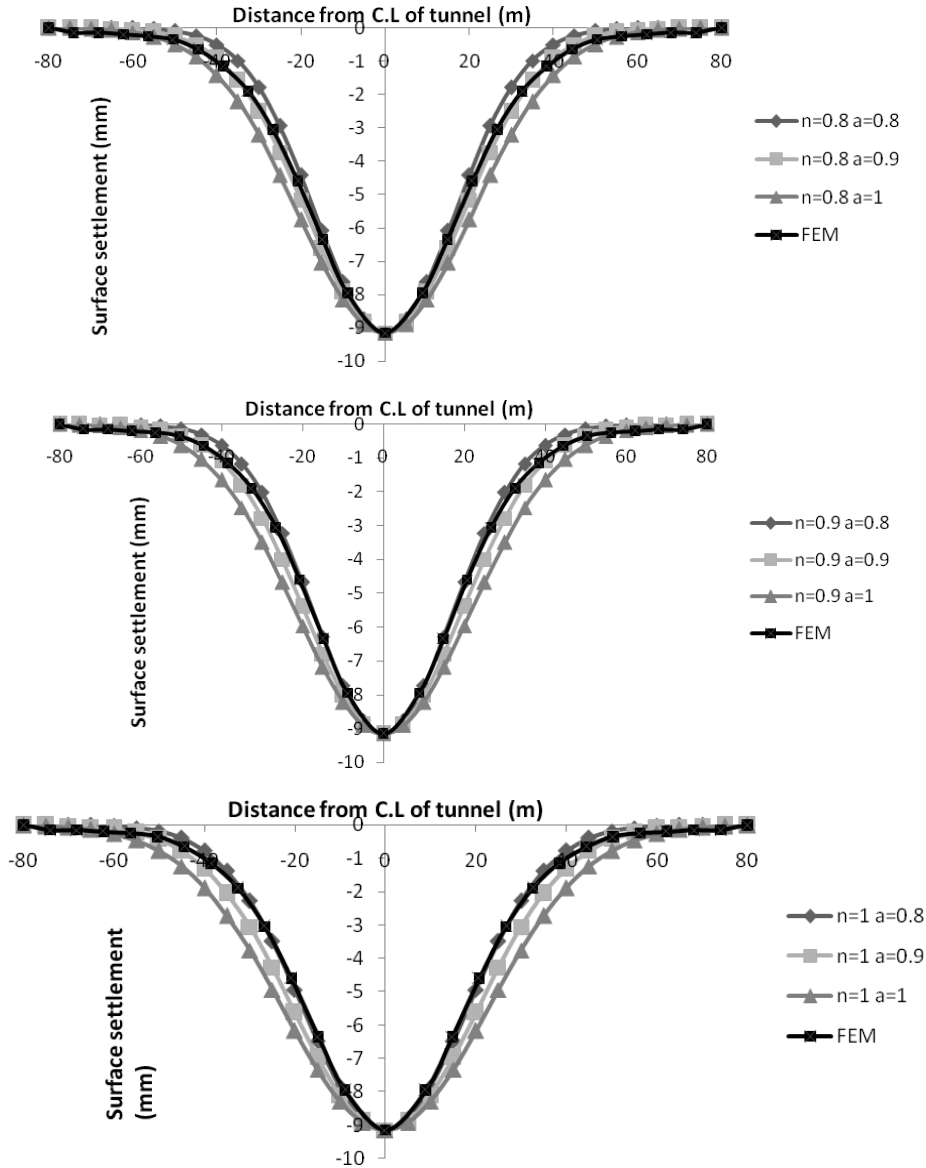 Distance from C.L of tunnel (m)
0
-80 -60 -40 -20 0 20 40 60 80
-1
-2
-3
-4
-5
-6
-7
-8
-9
-10
Surface settlement (mm)
n=0.8 a=0.8
n=0.8 a=0.9
n=0.8 a=1
FEM
Distance from C.L of tunnel (m)
0
-80 -60 -40 -20 0 20 40 60 80
-1
-2
-3
-4
-5
-6
-7
-8
-9
-10
Surface settlement (mm)
n=0.9 a=0.8
n=0.9 a=0.9
n=0.9 a=1
FEM
Distance from C.L of tunnel (m)
0
-80 -60 -40 -20 0 20 40 60 80
-1
-2
-3
-4
-5
-6
-7
-8
-9
-10
Surface settlement
(mm)
n=1 a=0.8
n=1 a=0.9
n=1 a=1
FEM